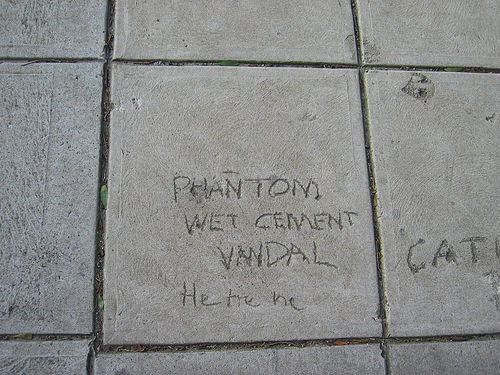 PHANTOM
WET CEMENT
VANDAL
He he he
CAT